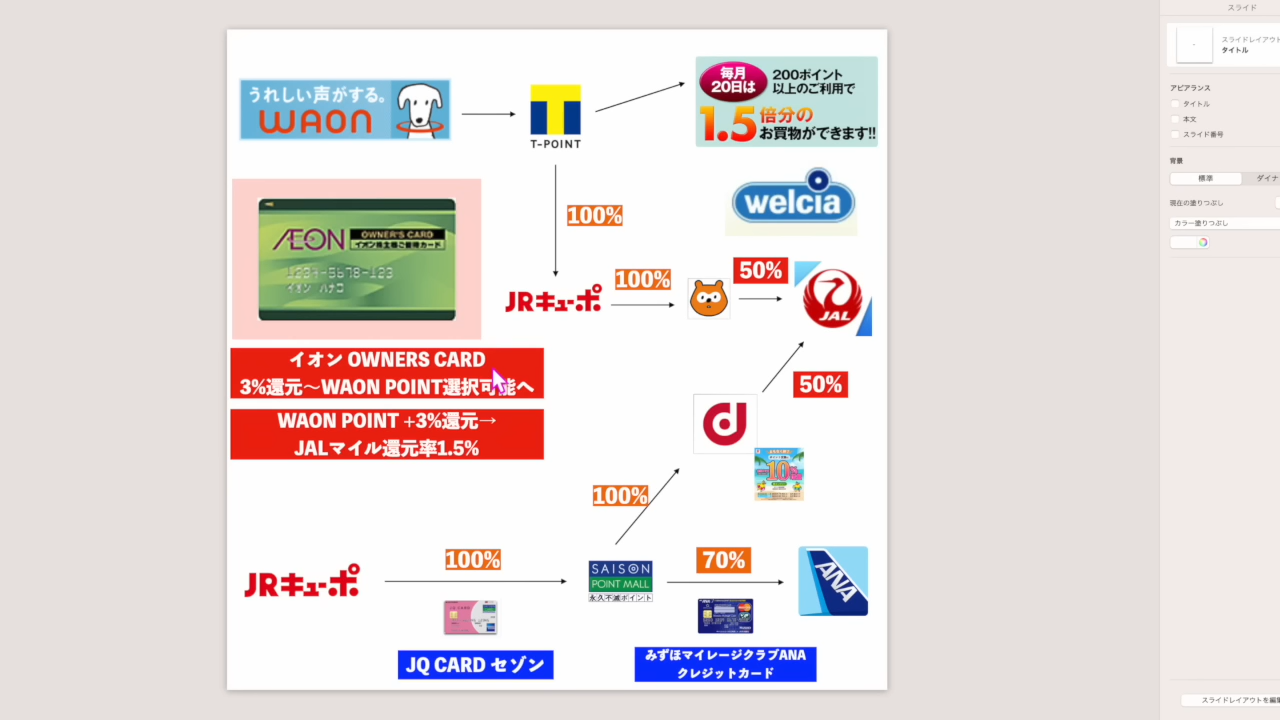 スライド
スライドレイアウト
タイトル
アピアランス
タイトル
本文
スライド番号
背景
標準
ダイナ
現在の塗りつぶし
カラー塗りつぶし
スライドレイアウトを編集
うれしい声がする。
WAON
T-POINT
毎月
20日は
200ポイント
以上のご利用で
1.5倍分の
お買物ができます!!
welcia
ÆON
OWNER'S CARD
イオン株主様ご優待カード
1234-5678-123
イオン ハナコ
100%
JRキューポ
100%
50%
JAL
イオン OWNERS CARD
3%還元〜WAON POINT選択可能へ
WAON POINT +3%還元→
JALマイル還元率1.5%
50%
d
10
100%
JRキューポ
100%
SAISON
POINT MALL
永久不滅ポイント
70%
ANA
JQ CARD セゾン
みずほマイレージクラブANA
クレジットカード